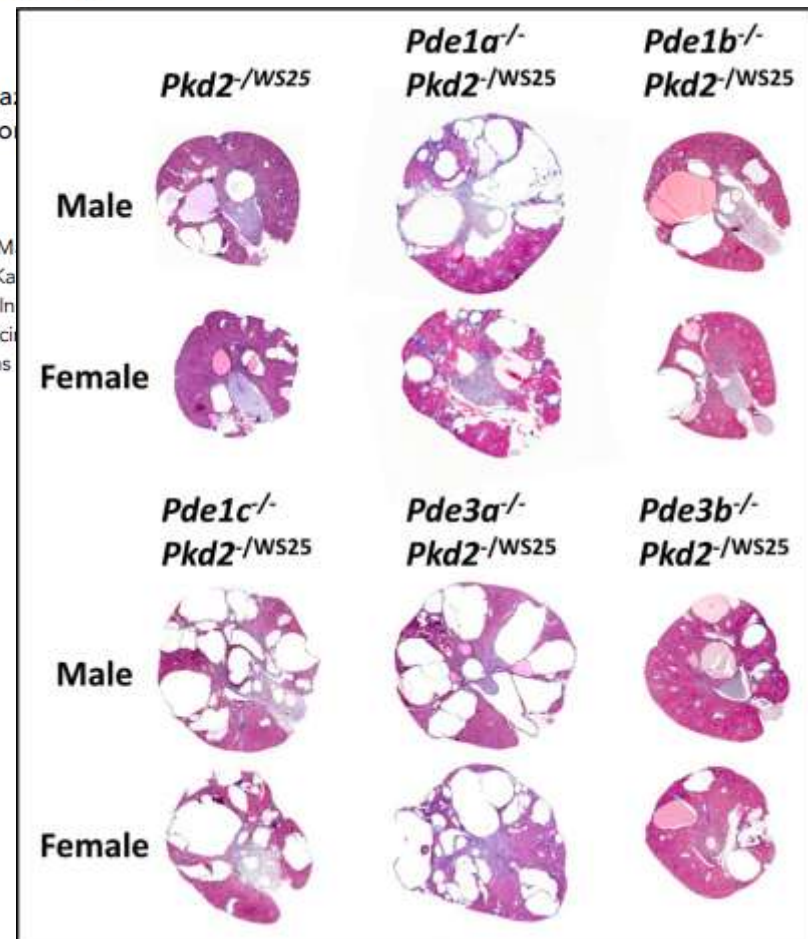 Pde1a-/- Pde1b-/-
Pkd2-/WS25 Pkd2-/WS25 Pkd2-/WS25
Male
Female
Pde1c-/- Pde3a-/- Pde3b-/-
Pkd2-/WS25 Pkd2-/WS25 Pkd2-/WS25
Male
Female